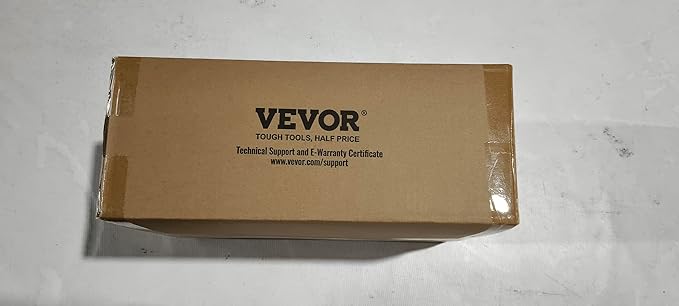 VEVOR®
TOUGH TOOLS, HALF PRICE
Technical Support and E-Warranty Certificate
www.vevor.com/support